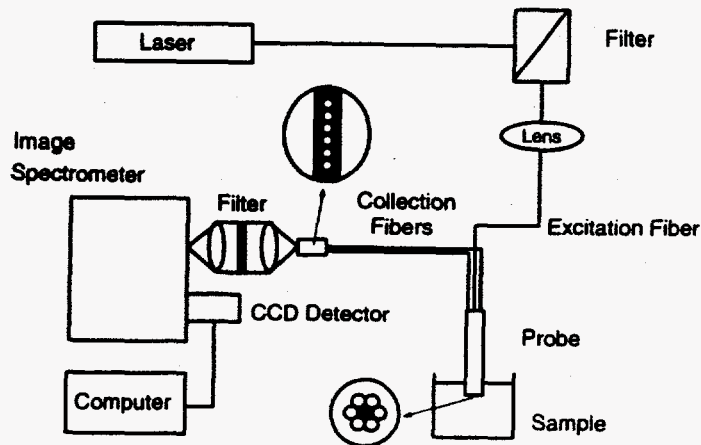 Laser
Filter
Lens
Image
Spectrometer
Filter
Collection
Fibers
Excitation Fiber
CCD Detector
Probe
Computer
Sample